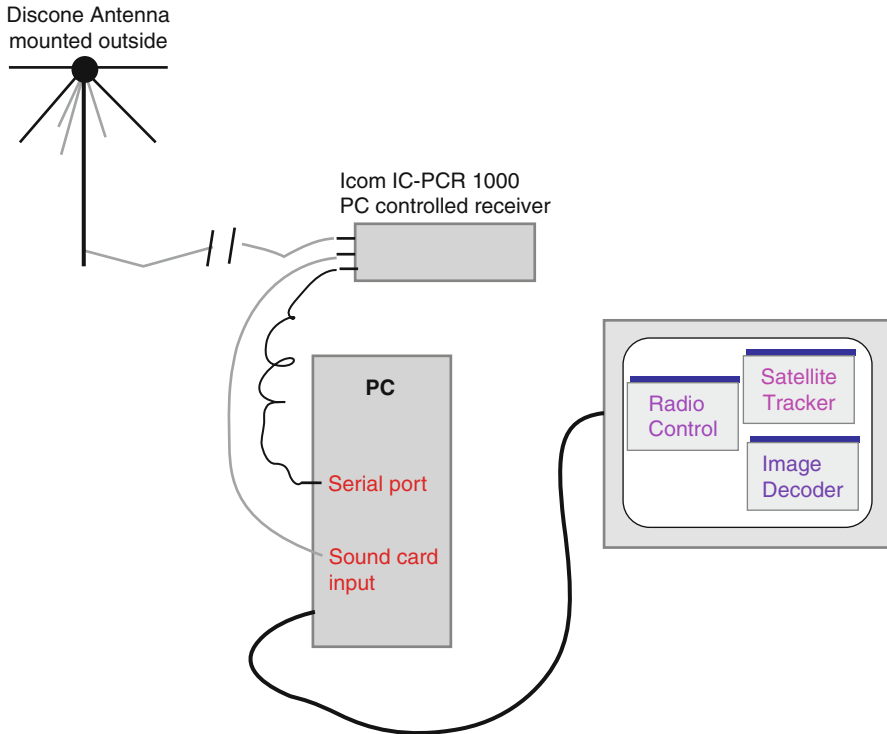 Discone Antenna
mounted outside
Icom IC-PCR 1000
PC controlled receiver
PC
Serial port
Sound card
input
Radio
Control
Satellite
Tracker
Image
Decoder